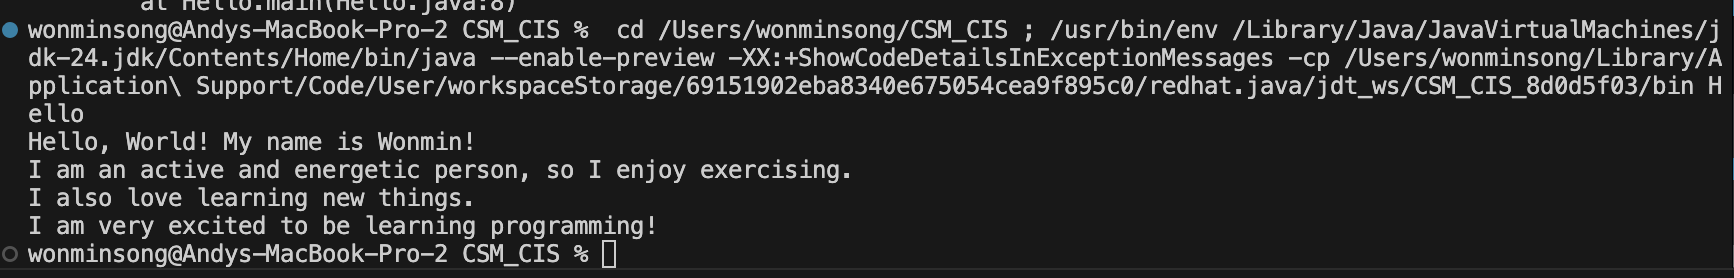 at Hello.main(Hello.java:8)
wonminsong@Andys-MacBook-Pro-2 CSM_CIS %  cd /Users/wonminsong/CSM_CIS ; /usr/bin/env /Library/Java/JavaVirtualMachines/j
dk-24.jdk/Contents/Home/bin/java --enable-preview -XX:+ShowCodeDetailsInExceptionMessages -cp /Users/wonminsong/Library/A
pplication\ Support/Code/User/workspaceStorage/69151902eba8340e675054cea9f895c0/redhat.java/jdt_ws/CSM_CIS_8d0d5f03/bin H
ello
Hello, World! My name is Wonmin!
I am an active and energetic person, so I enjoy exercising.
I also love learning new things.
I am very excited to be learning programming!
wonminsong@Andys-MacBook-Pro-2 CSM_CIS %